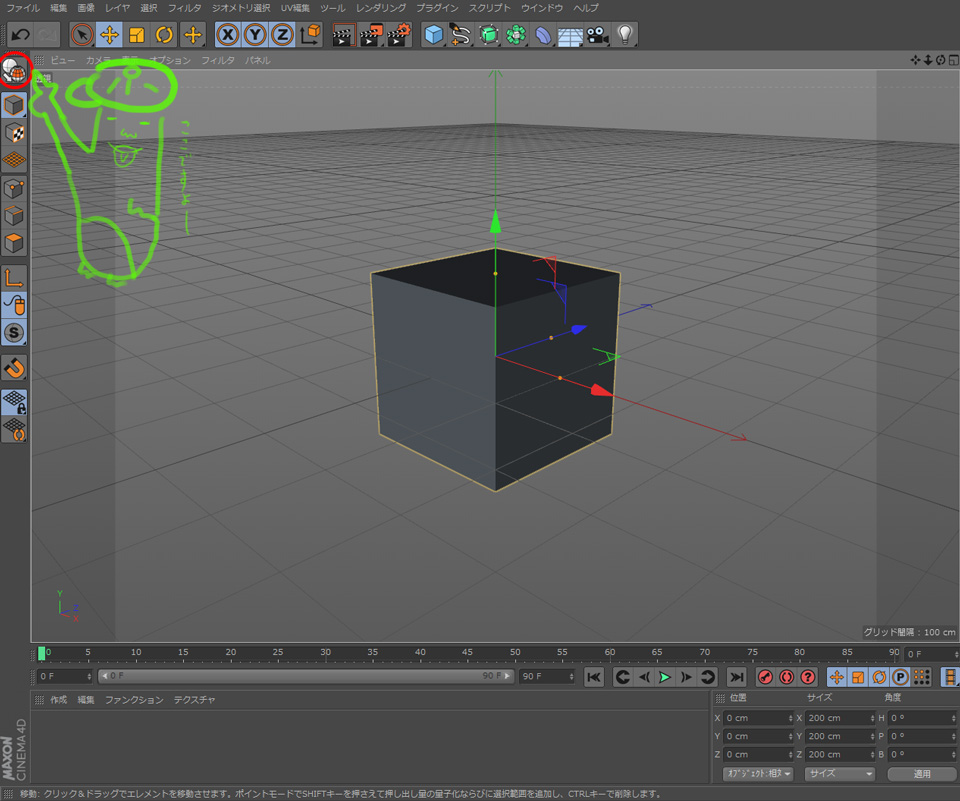 ファイル 編集 画像 レイヤ 選択 フィルタ ジオメトリ選択 UV編集 ツール レンダリング プラグイン スクリプト ウインドウ ヘルプ
X Y Z
ビュー カメラ オプション フィルタ パネル
ここですよー
S
Y
Z
X
グリッド間隔 : 100 cm
0 5 10 15 20 25 30 35 40 45 50 55 60 65 70 75 80 85 90 0 F
0 F 0 F 90 F 90 F ? P
作成 編集 ファンクション テクスチャ
位置 サイズ 角度
X 0 cm X 200 cm H 0 °
Y 0 cm Y 200 cm P 0 °
Z 0 cm Z 200 cm B 0 °
オブジェクト:相対 サイズ 適用
MAXON
CINEMA 4D
移動: クリック＆ドラッグでエレメントを移動させます。ポイントモードでSHIFTキーを押さえて押し出し量の量子化ならびに選択範囲を追加し、CTRLキーで削除します。